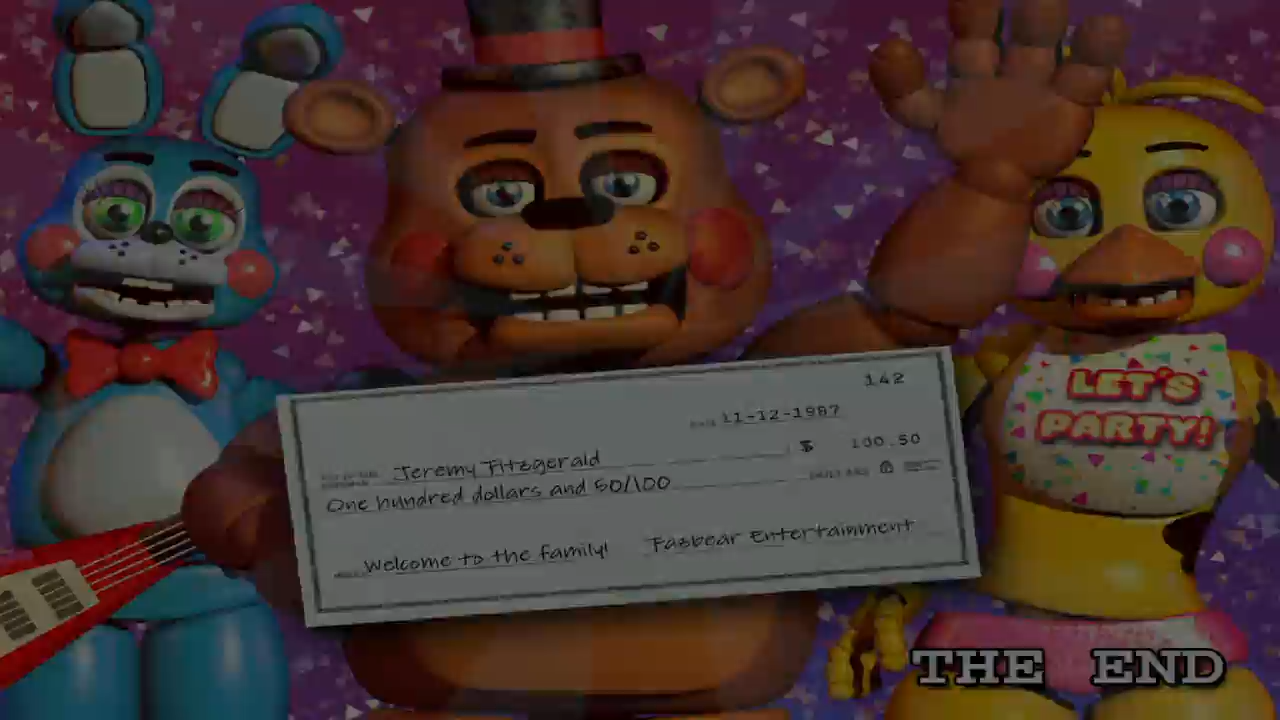 142
11-12-1987
Jeremy Fitzgerald $ 100.50
One hundred dollars and 50/100
Welcome to the family! Fazbear Entertainment
LET'S
PARTY!
THE END